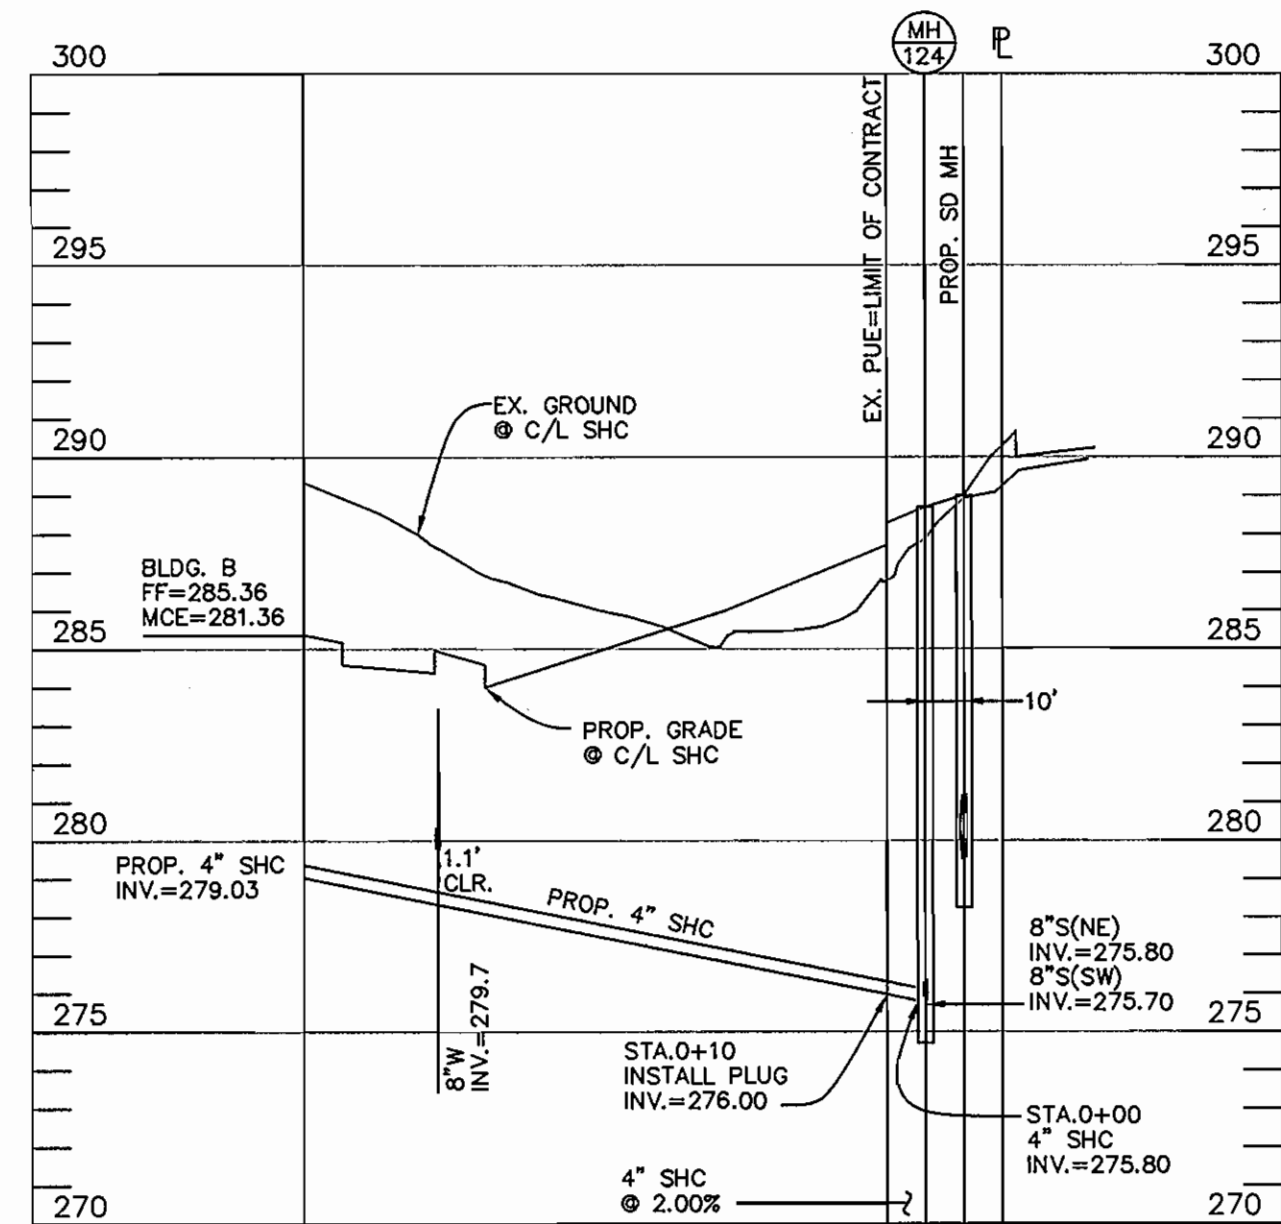 MH
124
PL
300
300
EX. PUE=LIMIT OF CONTRACT
PROP. SD MH
295
295
EX. GROUND
@ C/L SHC
290
290
BLDG. B
FF=285.36
MCE=281.36
285
285
10'
PROP. GRADE
@ C/L SHC
280
280
PROP. 4" SHC
INV.=279.03
1.1'
CLR.
PROP. 4" SHC
8"S(NE)
INV.=275.80
8"S(SW)
INV.=275.70
8"W
INV.=279.7
275
275
STA.0+10
INSTALL PLUG
INV.=276.00
STA.0+00
4" SHC
INV.=275.80
4" SHC
@ 2.00%
270
270